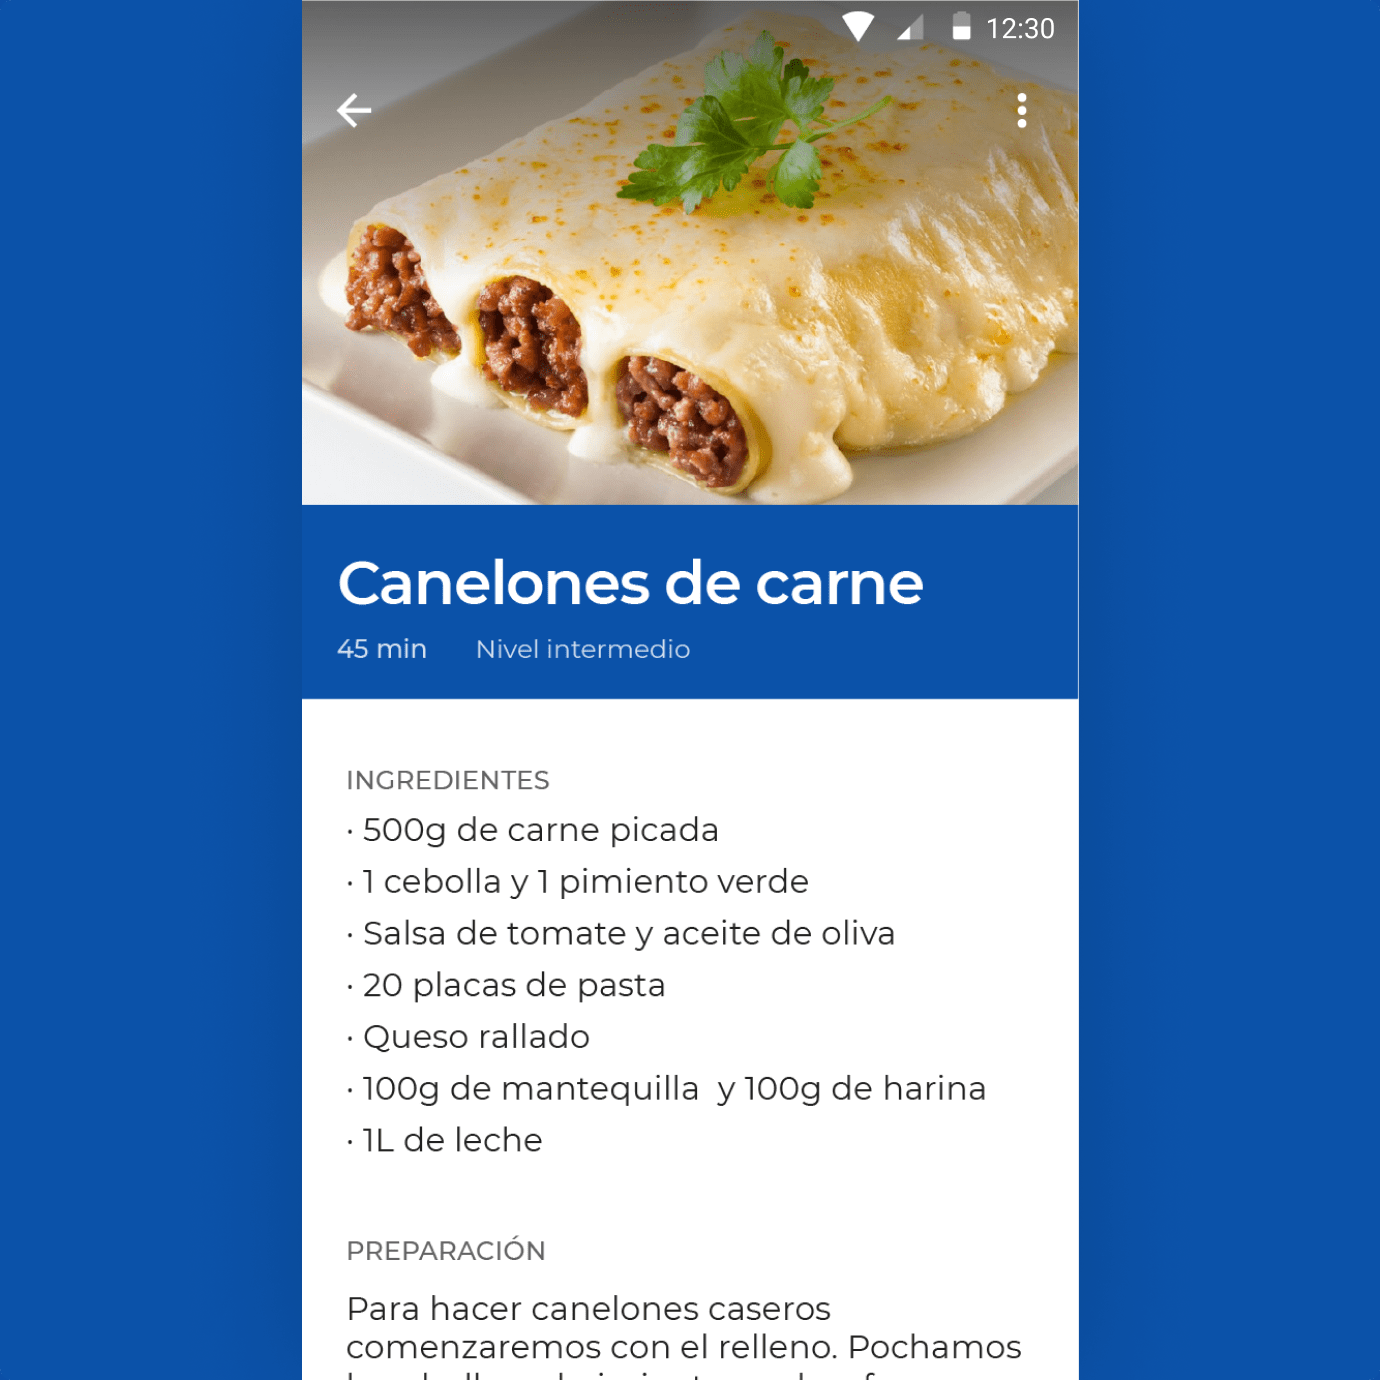 12:30
Canelones de carne
45 min Nivel intermedio
INGREDIENTES
· 500g de carne picada
· 1 cebolla y 1 pimiento verde
· Salsa de tomate y aceite de oliva
· 20 placas de pasta
· Queso rallado
· 100g de mantequilla  y 100g de harina
· 1L de leche
PREPARACIÓN
Para hacer canelones caseros
comenzaremos con el relleno. Pochamos